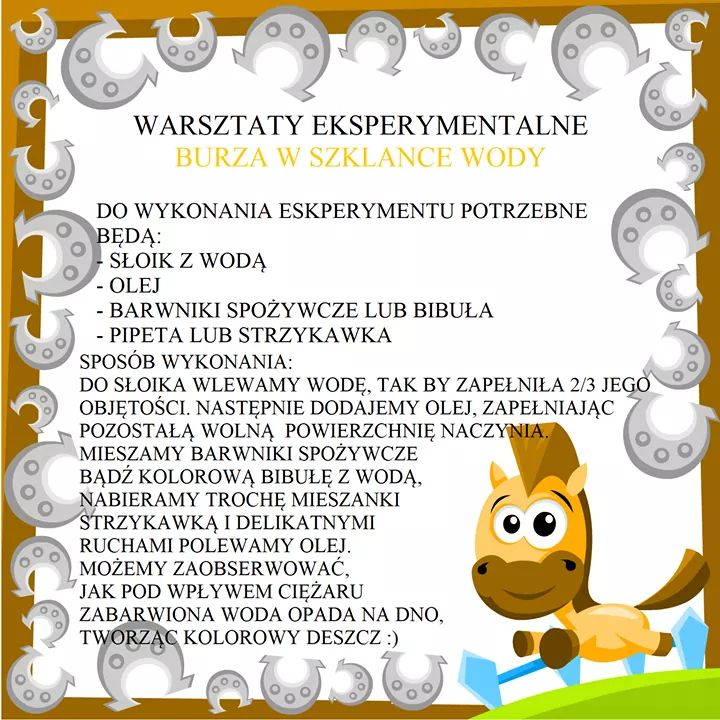 WARSZTATY EKSPERYMENTALNE
BURZA W SZKLANCE WODY
DO WYKONANIA ESKPERYMENTU POTRZEBNE
BĘDĄ:
- SŁOIK Z WODĄ
- OLEJ
- BARWNIKI SPOŻYWCZE LUB BIBUŁA
- PIPETA LUB STRZYKAWKA
SPOSÓB WYKONANIA:
DO SŁOIKA WLEWAMY WODĘ, TAK BY ZAPEŁNIŁA 2/3 JEGO
OBJĘTOŚCI. NASTĘPNIE DODAJEMY OLEJ, ZAPEŁNIAJĄC
POZOSTAŁĄ WOLNĄ  POWIERZCHNIĘ NACZYNIA.
MIESZAMY BARWNIKI SPOŻYWCZE
BĄDŹ KOLOROWĄ BIBUŁĘ Z WODĄ,
NABIERAMY TROCHĘ MIESZANKI
STRZYKAWKĄ I DELIKATNYMI
RUCHAMI POLEWAMY OLEJ.
MOŻEMY ZAOBSERWOWAĆ,
JAK POD WPŁYWEM CIĘŻARU
ZABARWIONA WODA OPADA NA DNO,
TWORZĄC KOLOROWY DESZCZ :)